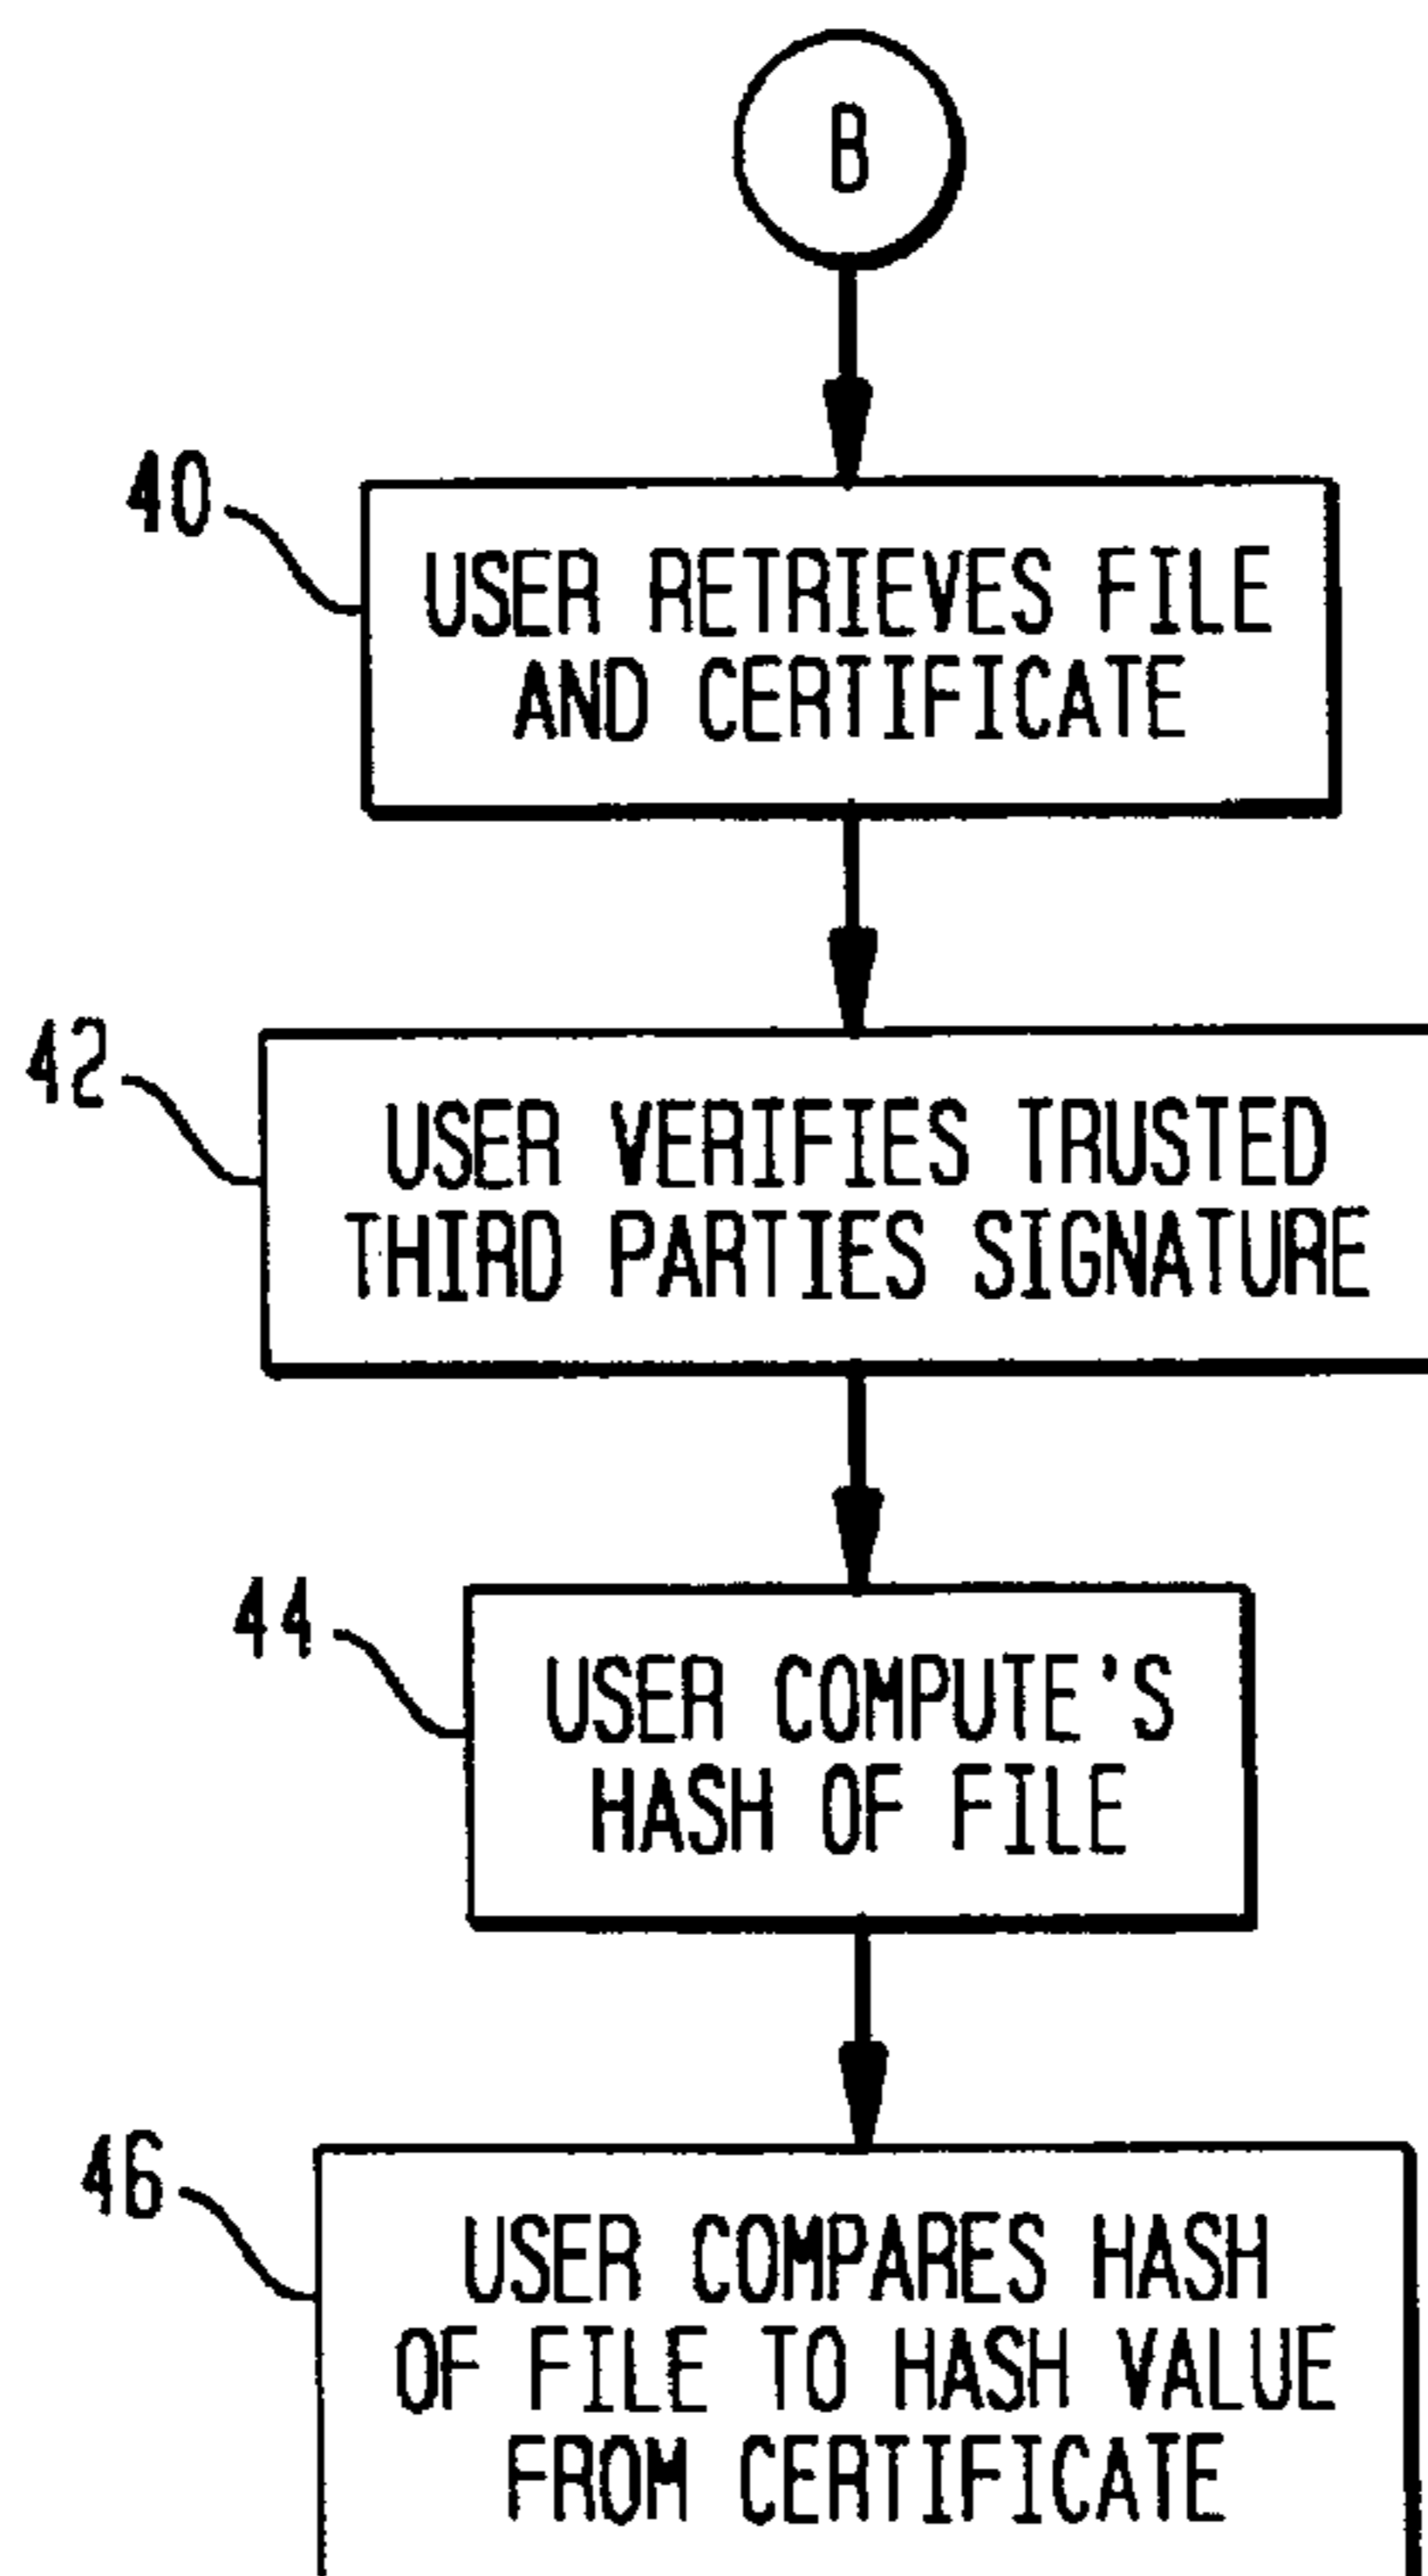 B
40
USER RETRIEVES FILE
AND CERTIFICATE
42
USER VERIFIES TRUSTED
THIRD PARTIES SIGNATURE
44
USER COMPUTE'S
HASH OF FILE
46
USER COMPARES HASH
OF FILE TO HASH VALUE
FROM CERTIFICATE